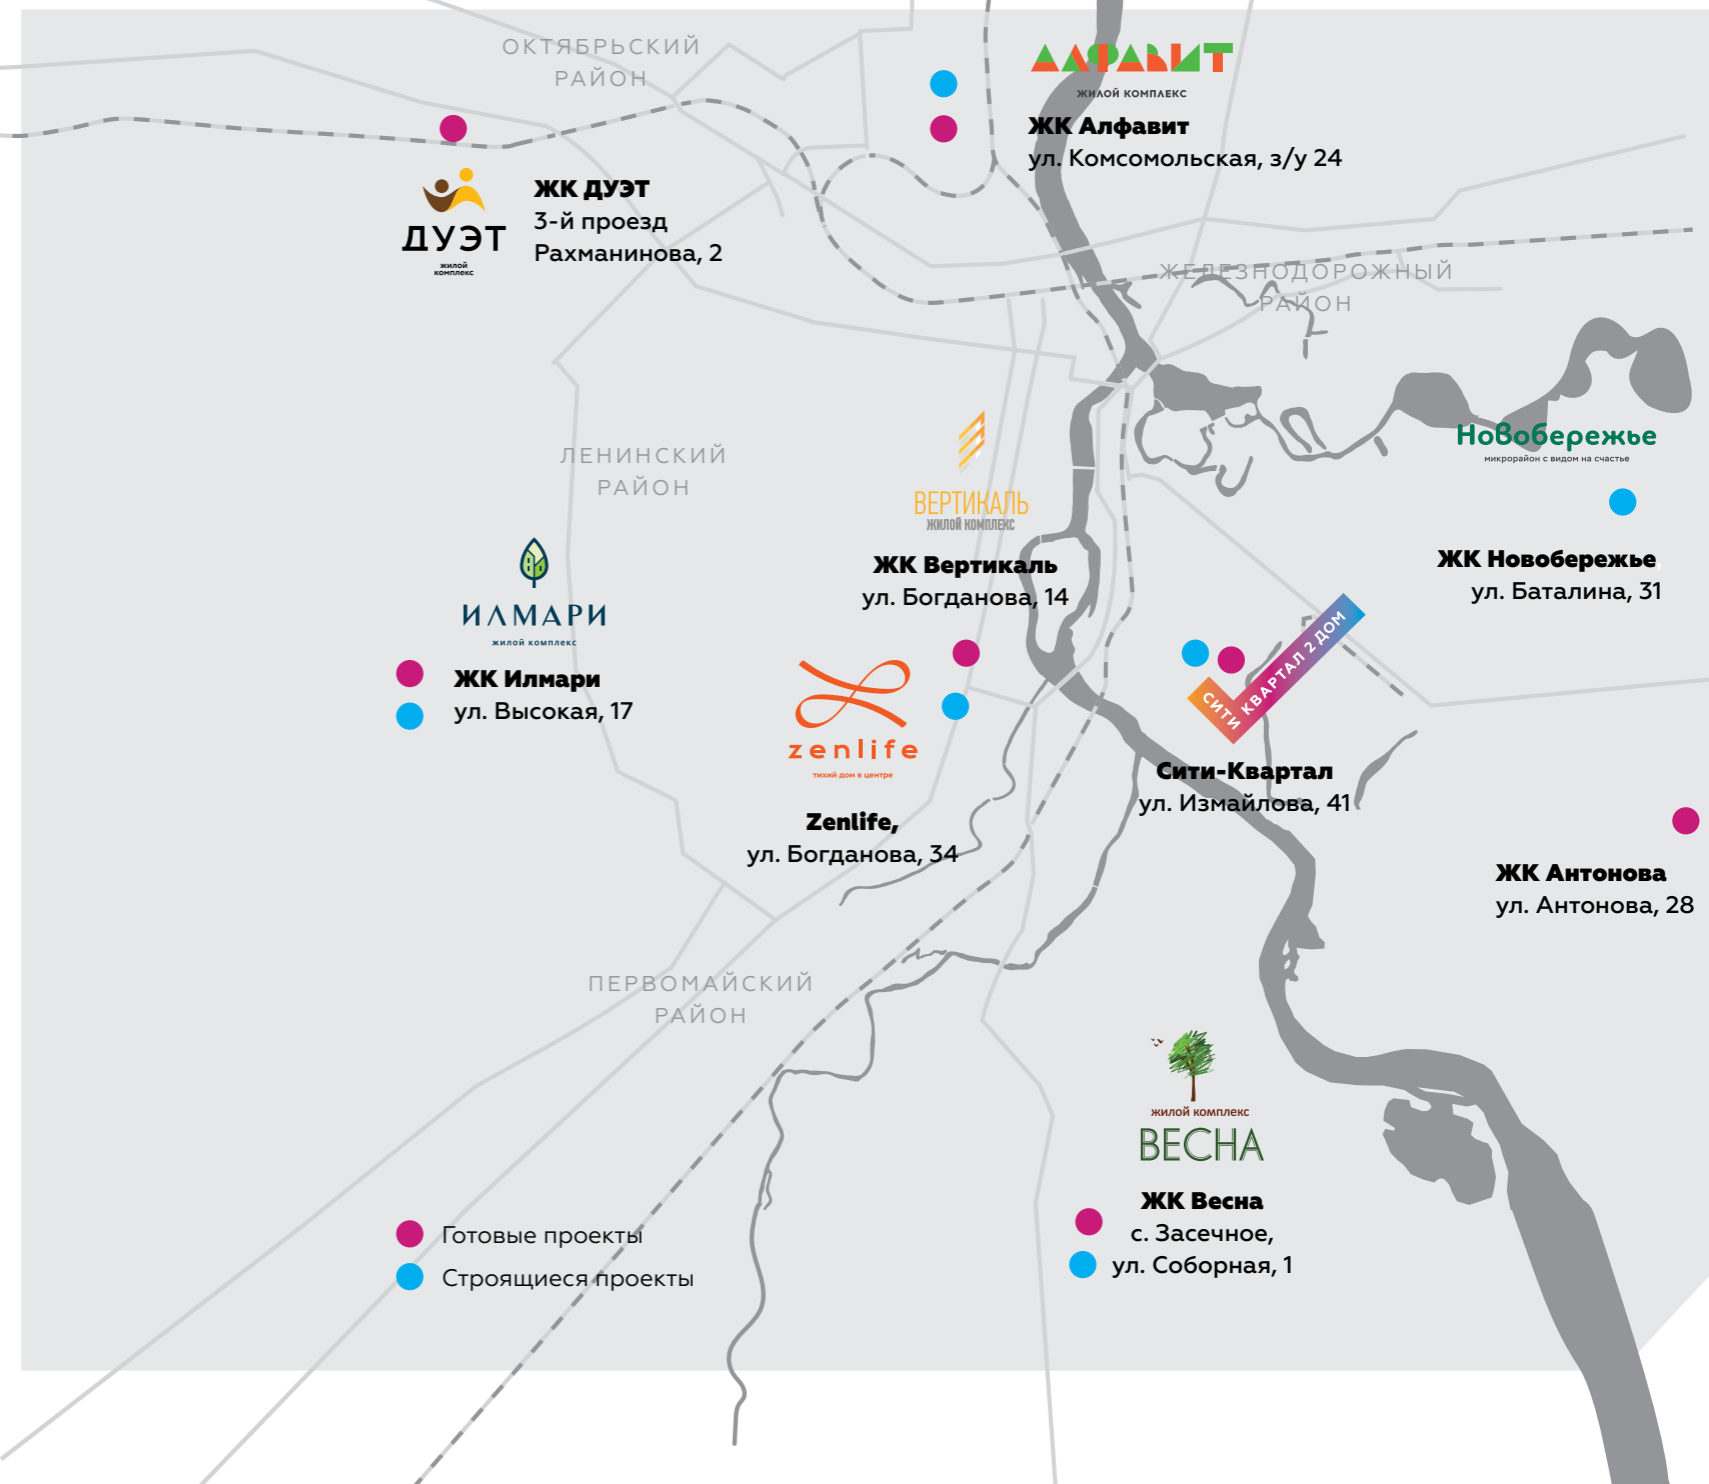 ОКТЯБРЬСКИЙ
РАЙОН
АЛФАВИТ
ЖИЛОЙ КОМПЛЕКС
ЖК Алфавит
ул. Комсомольская, з/у 24
ДУЭТ
ЖИЛОЙ
КОМПЛЕКС
ЖК ДУЭТ
3-й проезд
Рахманинова, 2
ЖЕЛЕЗНОДОРОЖНЫЙ
РАЙОН
ЛЕНИНСКИЙ
РАЙОН
ВЕРТИКАЛЬ
ЖИЛОЙ КОМПЛЕКС
ЖК Вертикаль
ул. Богданова, 14
Новобережье
микрорайон с видом на счастье
ЖК Новобережье,
ул. Баталина, 31
ИЛМАРИ
ЖИЛОЙ КОМПЛЕКС
ЖК Илмари
ул. Высокая, 17
zenlife
тихий дом в центре
Zenlife,
ул. Богданова, 34
СИТИ КВАРТАЛ 2 ДОМ
Сити-Квартал
ул. Измайлова, 41
ЖК Антонова
ул. Антонова, 28
ПЕРВОМАЙСКИЙ
РАЙОН
ЖИЛОЙ КОМПЛЕКС
ВЕСНА
ЖК Весна
с. Засечное,
ул. Соборная, 1
Готовые проекты
Строящиеся проекты